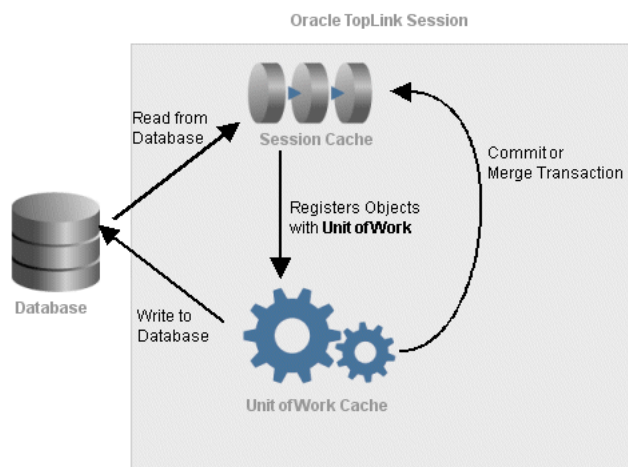 Oracle TopLink Session
Read from
Database
Session Cache
Commit or
Merge Transaction
Registers Objects
with Unit of Work
Database
Write to
Database
Unit of Work Cache